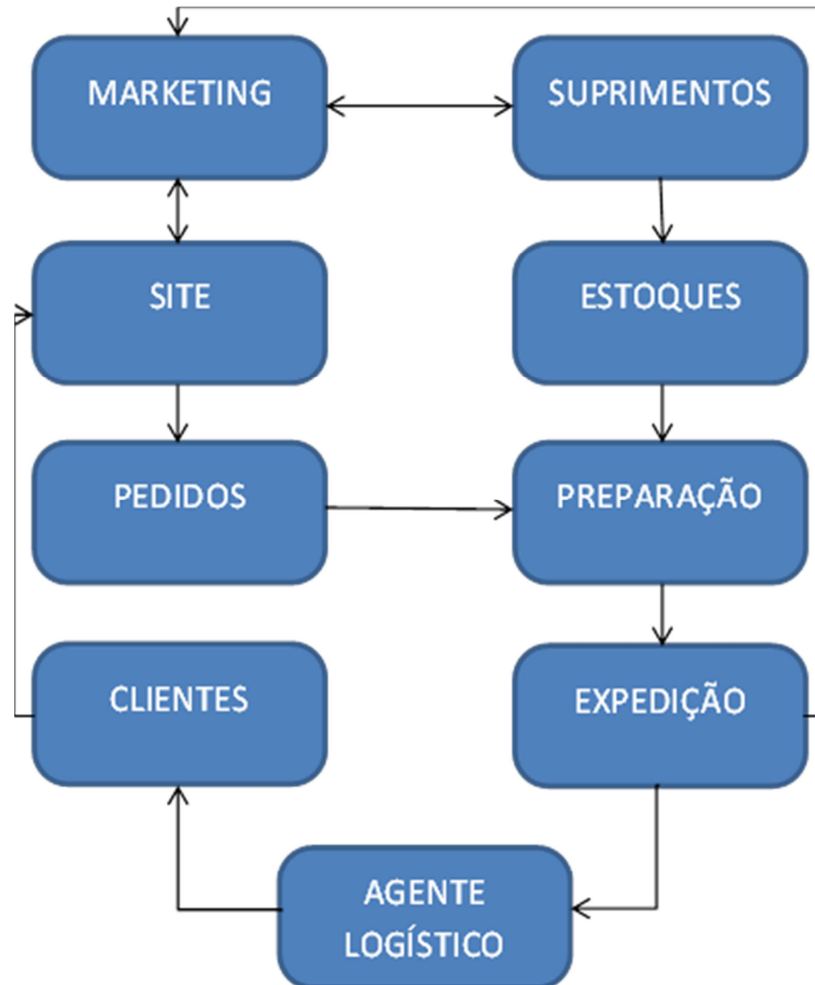 MARKETING
SUPRIMENTOS
SITE
ESTOQUES
PEDIDOS
PREPARAÇÃO
CLIENTES
EXPEDIÇÃO
AGENTE
LOGÍSTICO